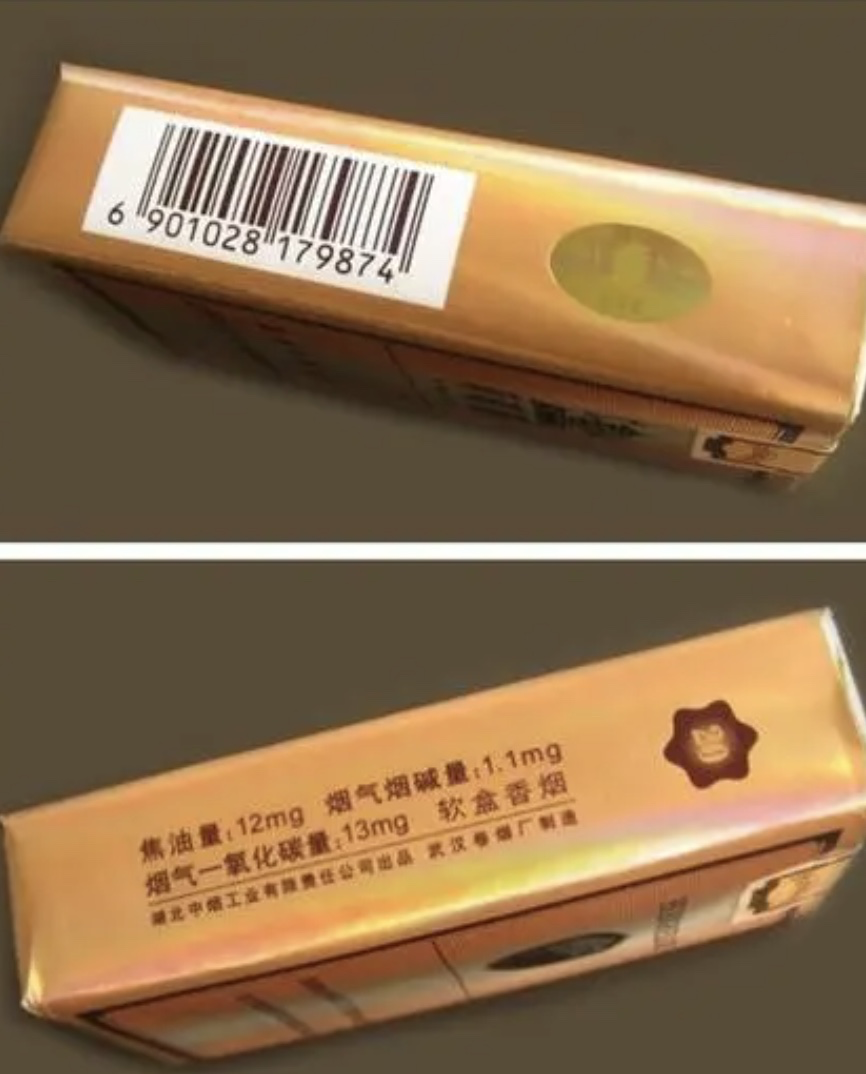 6 901028 179874
20
焦油量:12mg 烟气烟碱量:1.1mg
烟气一氧化碳量:13mg 软盒香烟
湖北中烟工业有限责任公司出品 武汉卷烟厂制造